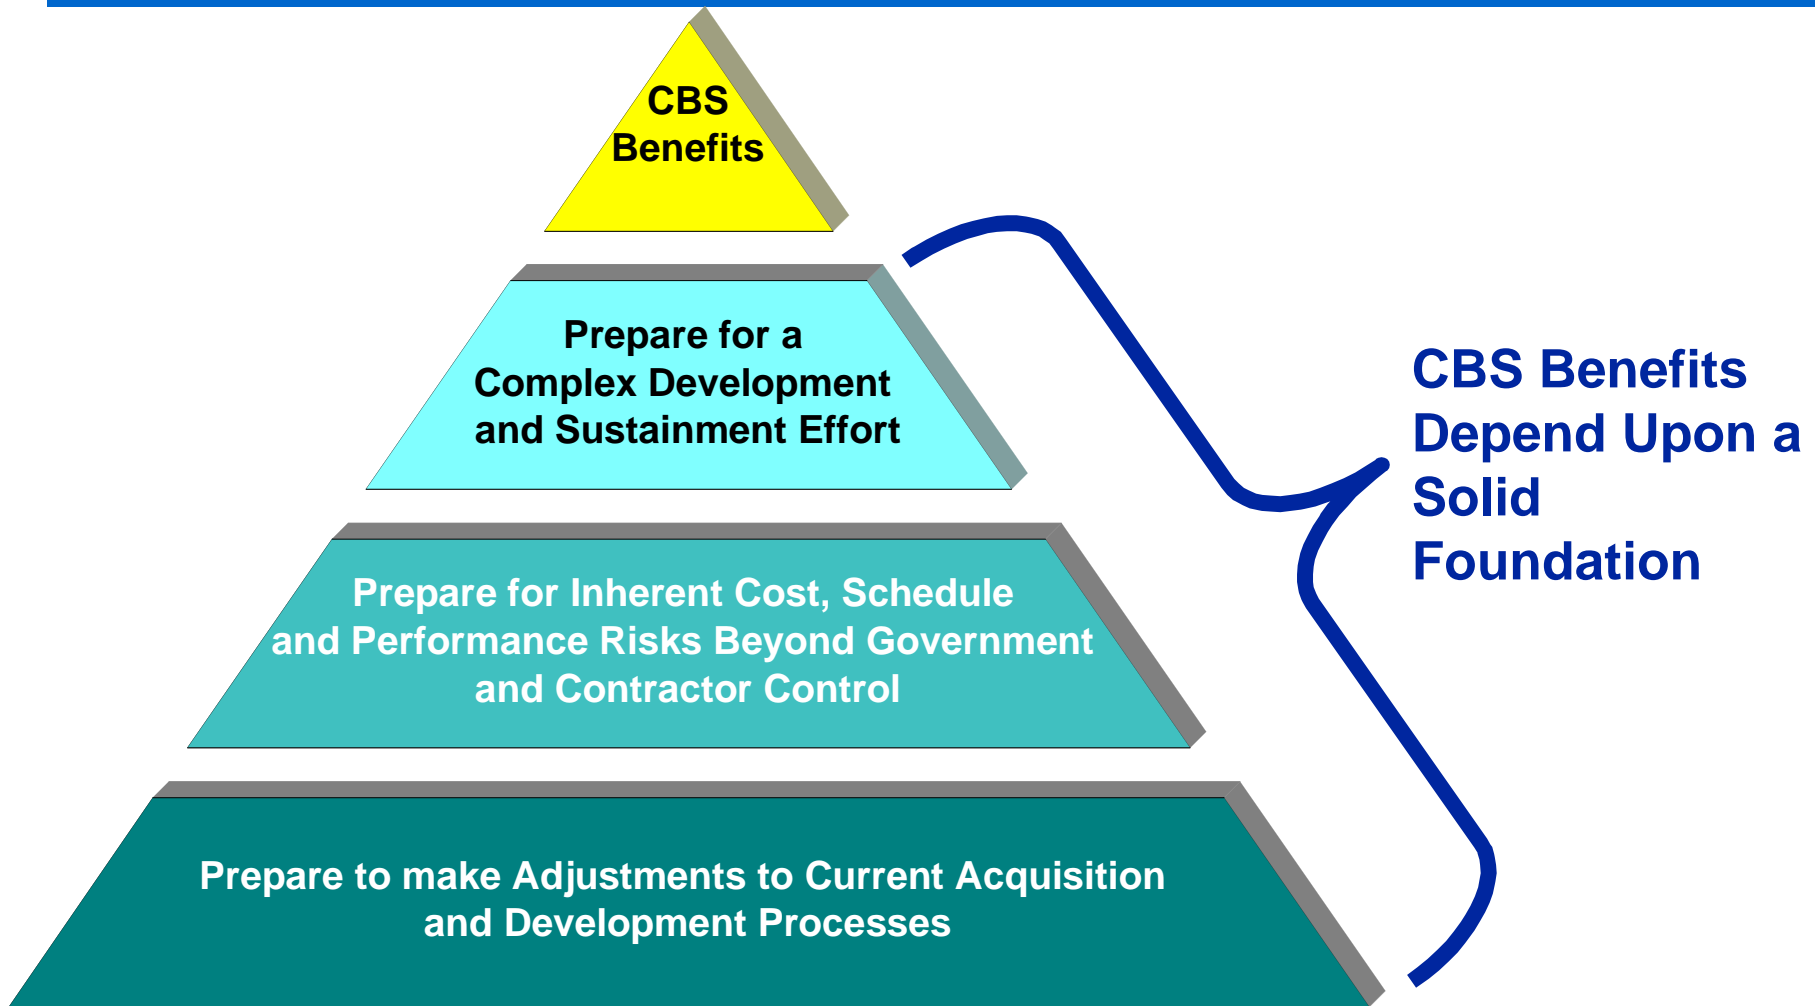 CBS
Benefits
Prepare for a
Complex Development
and Sustainment Effort
Prepare for Inherent Cost, Schedule
and Performance Risks Beyond Government
and Contractor Control
Prepare to make Adjustments to Current Acquisition
and Development Processes
CBS Benefits
Depend Upon a
Solid
Foundation